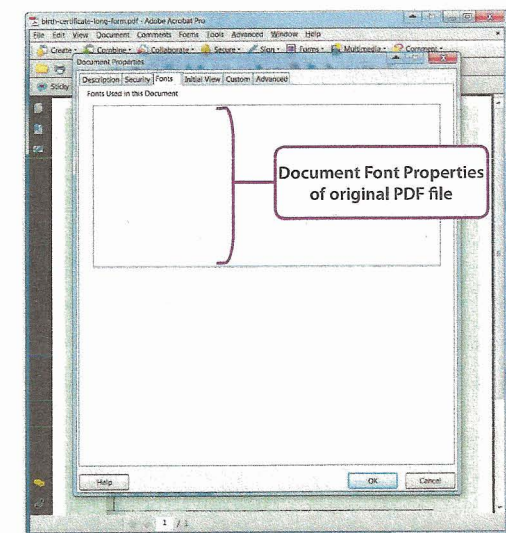 birth-certificate-long-form.pdf - Adobe Acrobat Pro
File Edit View Document Comments Forms Tools Advanced Window Help
Create Combine Collaborate Secure Sign Forms Multimedia Comment
Document Properties
Sticky
Description Security Fonts Initial View Custom Advanced
Fonts Used in this Document
Document Font Properties
of original PDF file
Help OK Cancel
1 / 1